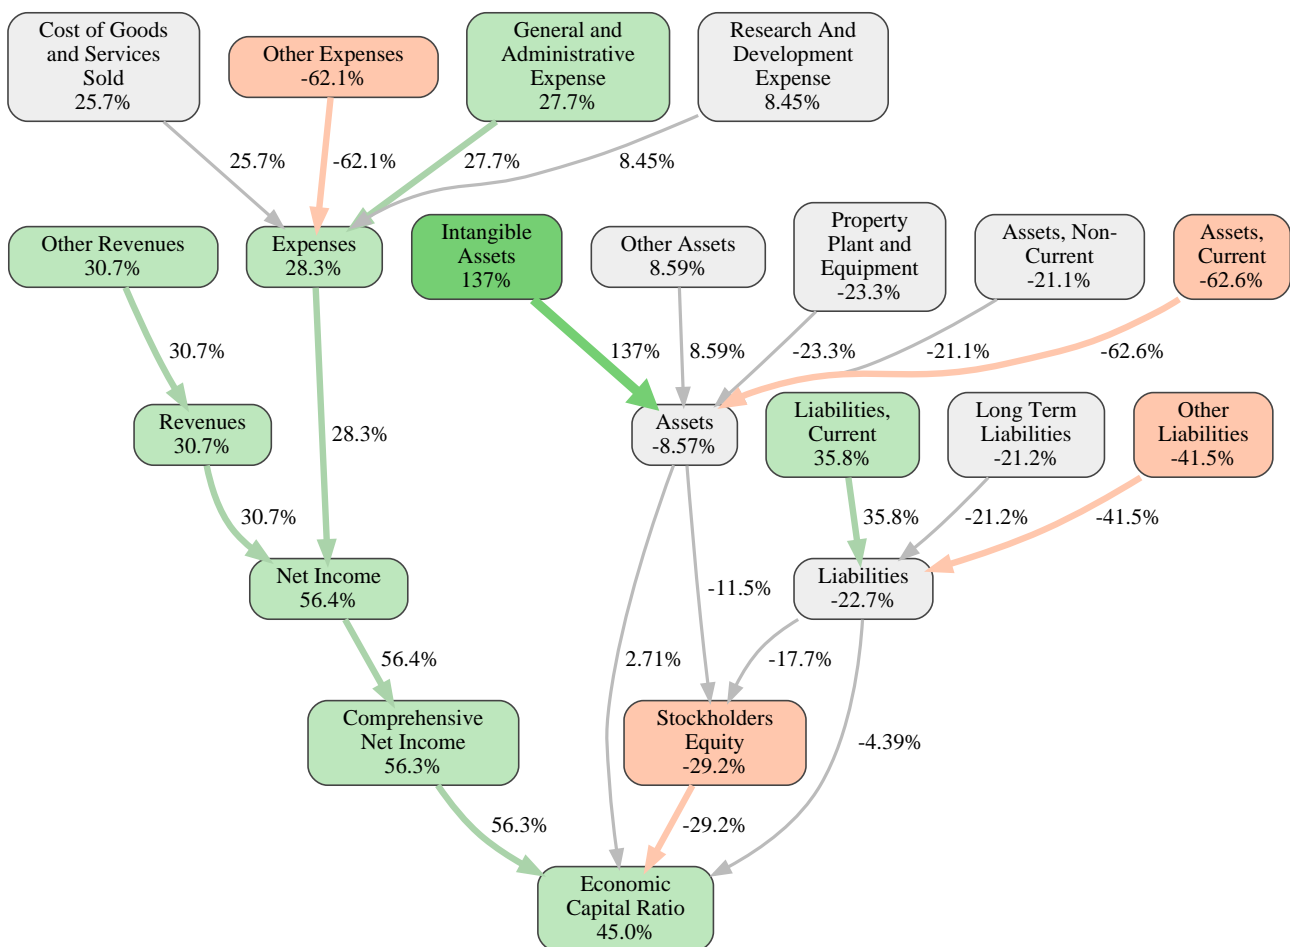 Cost of Goods
and Services
Sold
25.7%
Other Expenses
-62.1%
General and
Administrative
Expense
27.7%
Research And
Development
Expense
8.45%
25.7%
-62.1%
27.7%
8.45%
Other Revenues
30.7%
Expenses
28.3%
Intangible
Assets
137%
Other Assets
8.59%
Property
Plant and
Equipment
-23.3%
Assets, Non-
Current
-21.1%
Assets,
Current
-62.6%
30.7%
137%
8.59%
-23.3%
-21.1%
-62.6%
Revenues
30.7%
28.3%
Assets
-8.57%
Liabilities,
Current
35.8%
Long Term
Liabilities
-21.2%
Other
Liabilities
-41.5%
30.7%
35.8%
-21.2%
-41.5%
Net Income
56.4%
-11.5%
Liabilities
-22.7%
56.4%
2.71%
-17.7%
Comprehensive
Net Income
56.3%
Stockholders
Equity
-29.2%
-4.39%
56.3%
-29.2%
Economic
Capital Ratio
45.0%